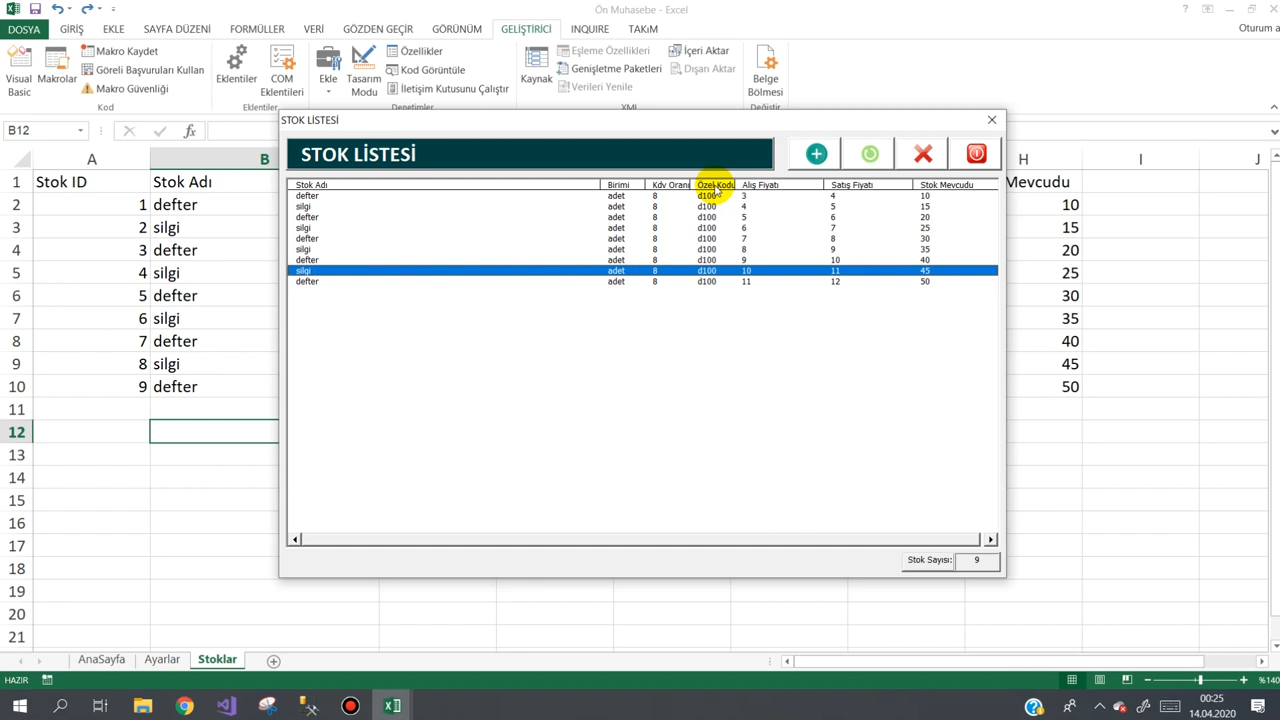 Ön Muhasebe - Excel
DOSYA GİRİŞ EKLE SAYFA DÜZENİ FORMÜLLER VERİ GÖZDEN GEÇİR GÖRÜNÜM GELİŞTİRİCİ INQUIRE TAKıM Oturum a
Visual Basic
Makrolar
Makro Kaydet
Göreli Başvuruları Kullan
Makro Güvenliği
Kod
Eklentiler
COM Eklentileri
Eklentiler
Ekle
Tasarım Modu
Özellikler
Kod Görüntüle
İletişim Kutusunu Çalıştır
Denetimler
Kaynak
Eşleme Özellikleri
Genişletme Paketleri
Verileri Yenile
İçeri Aktar
Dışarı Aktar
XML
Belge Bölmesi
Değiştir
B12
fx
STOK LİSTESİ
STOK LİSTESİ
Stok Adı Birimi Kdv Oranı Özel Kodu Alış Fiyatı Satış Fiyatı Stok Mevcudu
defter adet 8 d100 3 4 10
silgi adet 8 d100 4 5 15
defter adet 8 d100 5 6 20
silgi adet 8 d100 6 7 25
defter adet 8 d100 7 8 30
silgi adet 8 d100 8 9 35
defter adet 8 d100 9 10 40
silgi adet 8 d100 10 11 45
defter adet 8 d100 11 12 50
Stok Sayısı: 9
A B H I J
1 Stok ID Stok Adı Mevcudu
2 1 defter 10
3 2 silgi 15
4 3 defter 20
5 4 silgi 25
6 5 defter 30
7 6 silgi 35
8 7 defter 40
9 8 silgi 45
10 9 defter 50
11
12
13
14
15
16
17
18
19
20
21
AnaSayfa Ayarlar Stoklar
HAZIR %140
00:25
14.04.2020